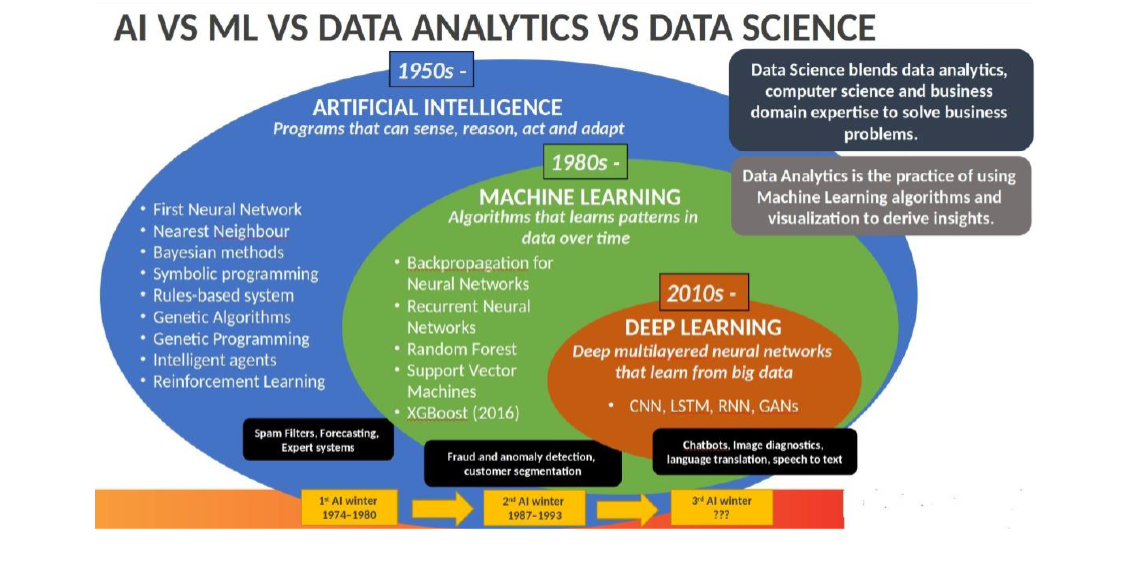 AI VS ML VS DATA ANALYTICS VS DATA SCIENCE
1950s -
ARTIFICIAL INTELLIGENCE
Programs that can sense, reason, act and adapt
Data Science blends data analytics,
computer science and business
domain expertise to solve business
problems.
Data Analytics is the practice of using
Machine Learning algorithms and
visualization to derive insights.
• First Neural Network
• Nearest Neighbour
• Bayesian methods
• Symbolic programming
• Rules-based system
• Genetic Algorithms
• Genetic Programming
• Intelligent agents
• Reinforcement Learning
1980s -
MACHINE LEARNING
Algorithms that learns patterns in
data over time
• Backpropagation for
Neural Networks
• Recurrent Neural
Networks
• Random Forest
• Support Vector
Machines
• XGBoost (2016)
2010s -
DEEP LEARNING
Deep multilayered neural networks
that learn from big data
• CNN, LSTM, RNN, GANs
Spam Filters, Forecasting,
Expert systems
Fraud and anomaly detection,
customer segmentation
Chatbots, Image diagnostics,
language translation, speech to text
1st AI winter
1974–1980
2nd AI winter
1987–1993
3rd AI winter
???